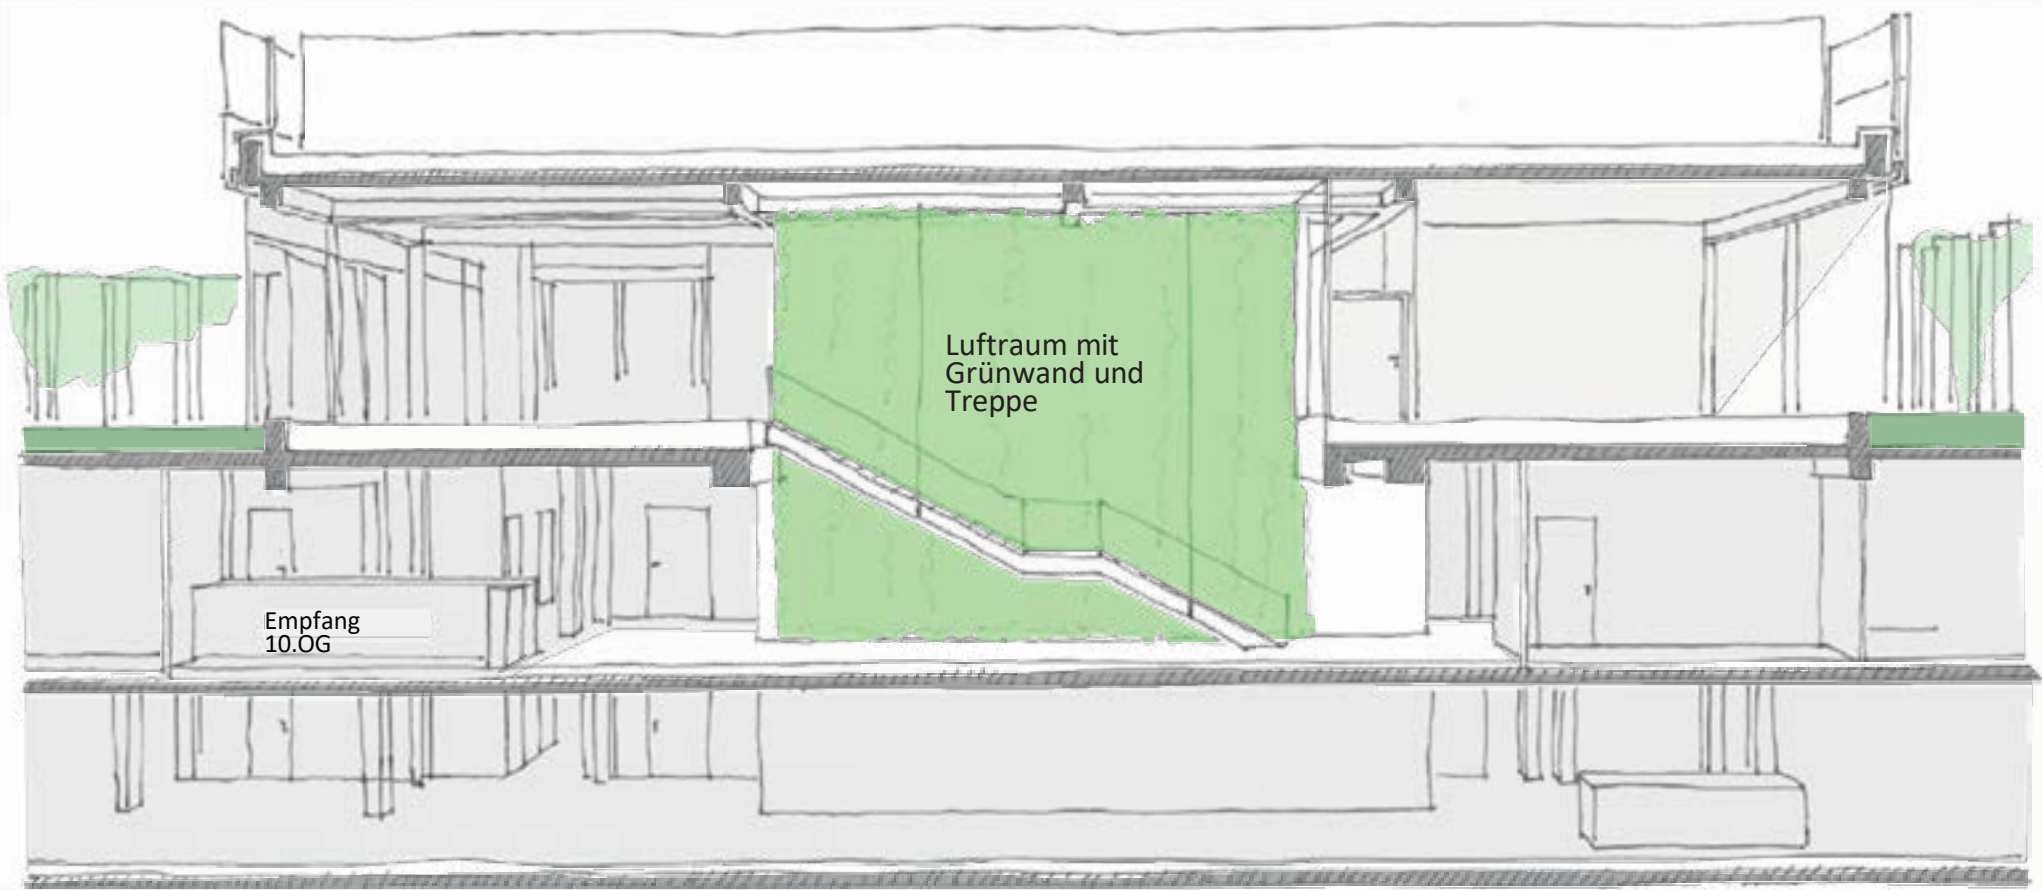 Luftraum mit
Grünwand und
Treppe
Empfang
10.OG